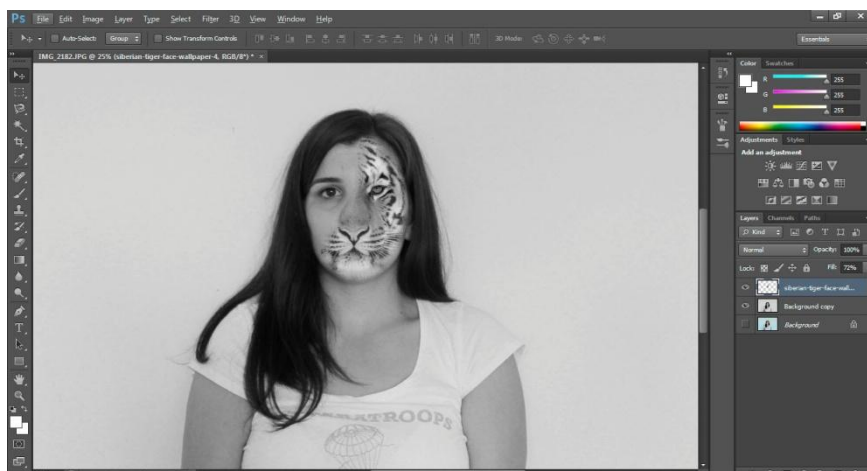 Ps File Edit Image Layer Type Select Filter 3D View Window Help
Auto-Select: Group Show Transform Controls 3D Mode: Essentials
IMG_2182.JPG @ 25% (siberian-tiger-face-wallpaper-4, RGB/8*) * ×
Color Swatches
R 255
G 255
B 255
Adjustments Styles
Add an adjustment
Layers Channels Paths
Kind
Normal Opacity: 100%
Lock: Fill: 72%
siberian-tiger-face-wall...
Background copy
Background